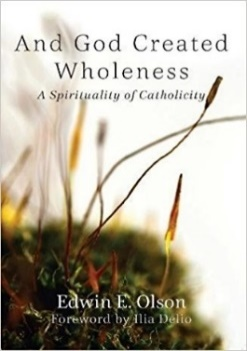 And God Created
Wholeness
A Spirituality of Catholicity
Edwin E. Olson
Foreword by Ilia Delio